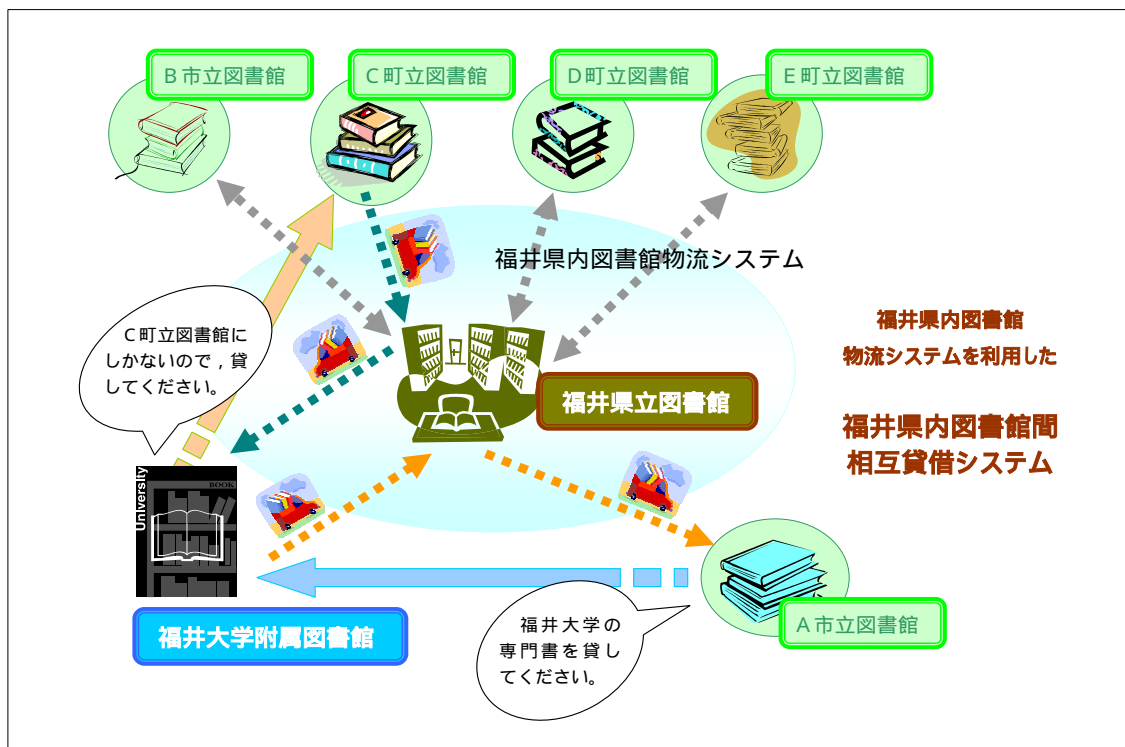 B市立図書館
C町立図書館
D町立図書館
E町立図書館
福井県内図書館物流システム
C町立図書館に
しかないので，貸
してください。
福井県内図書館
物流システムを利用した
福井県立図書館
福井県内図書館間
相互貸借システム
University
BOOK
福井大学附属図書館
福井大学の
専門書を貸し
てください。
A市立図書館